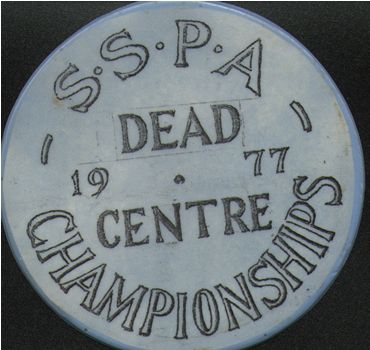 - S·S·P·A -
DEAD
19 · 77
CENTRE
CHAMPIONSHIPS